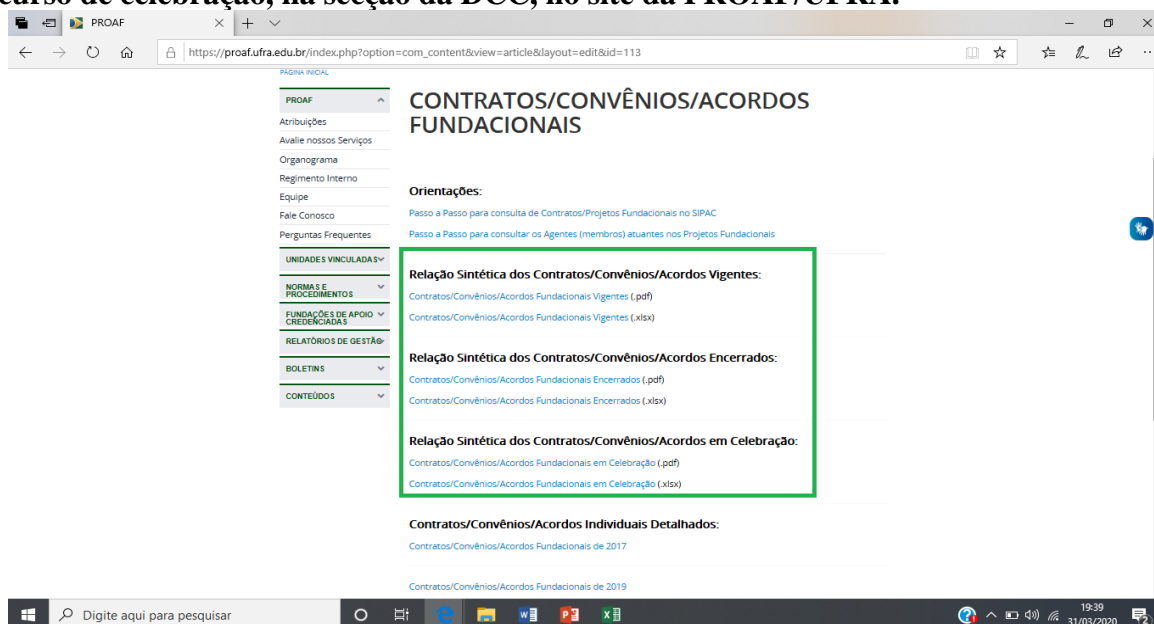 curso de celebração, na secção da DCC, no site da PROAF/UFRA.
PROAF
https://proaf.ufra.edu.br/index.php?option=com_content&view=article&layout=edit&id=113
PÁGINA INICIAL
PROAF
Atribuições
Avalie nossos Serviços
Organograma
Regimento Interno
Equipe
Fale Conosco
Perguntas Frequentes
UNIDADES VINCULADAS
NORMAS E
PROCEDIMENTOS
FUNDAÇÕES DE APOIO
CREDENCIADAS
RELATÓRIOS DE GESTÃO
BOLETINS
CONTEÚDOS
CONTRATOS/CONVÊNIOS/ACORDOS
FUNDACIONAIS
Orientações:
Passo a Passo para consulta de Contratos/Projetos Fundacionais no SIPAC
Passo a Passo para consultar os Agentes (membros) atuantes nos Projetos Fundacionais
Relação Sintética dos Contratos/Convênios/Acordos Vigentes:
Contratos/Convênios/Acordos Fundacionais Vigentes (.pdf)
Contratos/Convênios/Acordos Fundacionais Vigentes (.xlsx)
Relação Sintética dos Contratos/Convênios/Acordos Encerrados:
Contratos/Convênios/Acordos Fundacionais Encerrados (.pdf)
Contratos/Convênios/Acordos Fundacionais Encerrados (.xlsx)
Relação Sintética dos Contratos/Convênios/Acordos em Celebração:
Contratos/Convênios/Acordos Fundacionais em Celebração (.pdf)
Contratos/Convênios/Acordos Fundacionais em Celebração (.xlsx)
Contratos/Convênios/Acordos Individuais Detalhados:
Contratos/Convênios/Acordos Fundacionais de 2017
Contratos/Convênios/Acordos Fundacionais de 2019
Digite aqui para pesquisar
19:39
31/03/2020